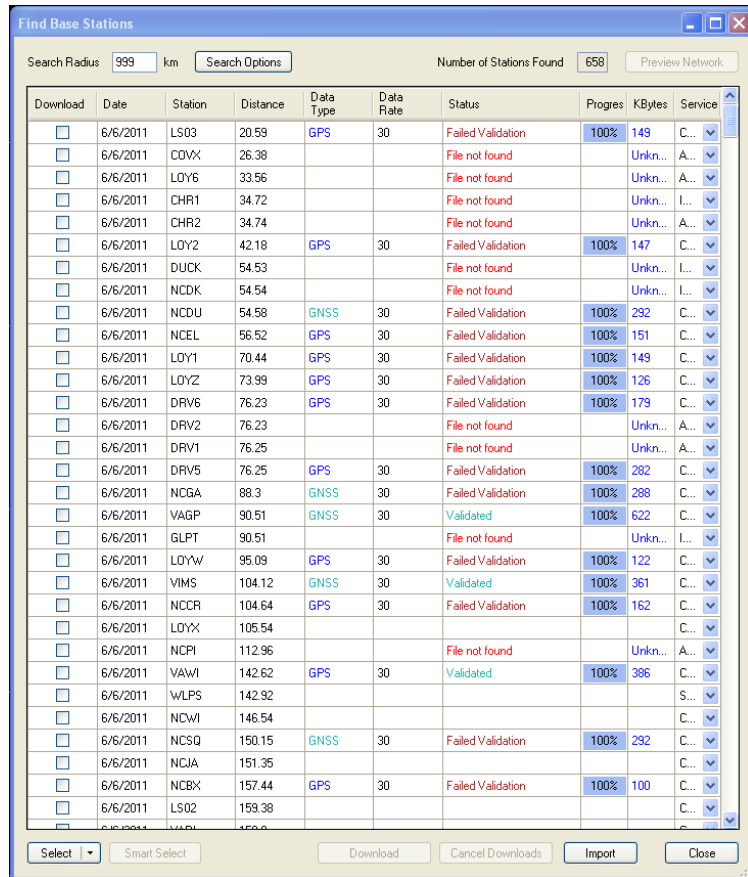 Find Base Stations
Search Radius 999 km Search Options Number of Stations Found 658 Preview Network
Download Date Station Distance Data Type Data Rate Status Progres KBytes Service
6/6/2011 LS03 20.59 GPS 30 Failed Validation 100% 149 C...
6/6/2011 COVX 26.38 File not found Unkn... A...
6/6/2011 LOY6 33.56 File not found Unkn... A...
6/6/2011 CHR1 34.72 File not found Unkn... I...
6/6/2011 CHR2 34.74 File not found Unkn... A...
6/6/2011 LOY2 42.18 GPS 30 Failed Validation 100% 147 C...
6/6/2011 DUCK 54.53 File not found Unkn... I...
6/6/2011 NCDK 54.54 File not found Unkn... I...
6/6/2011 NCDU 54.58 GNSS 30 Failed Validation 100% 292 C...
6/6/2011 NCEL 56.52 GPS 30 Failed Validation 100% 151 C...
6/6/2011 LOY1 70.44 GPS 30 Failed Validation 100% 149 C...
6/6/2011 LOYZ 73.99 GPS 30 Failed Validation 100% 126 C...
6/6/2011 DRV6 76.23 GPS 30 Failed Validation 100% 179 C...
6/6/2011 DRV2 76.23 File not found Unkn... A...
6/6/2011 DRV1 76.25 File not found Unkn... A...
6/6/2011 DRV5 76.25 GPS 30 Failed Validation 100% 282 C...
6/6/2011 NCGA 88.3 GNSS 30 Failed Validation 100% 288 C...
6/6/2011 VAGP 90.51 GNSS 30 Validated 100% 622 C...
6/6/2011 GLPT 90.51 File not found Unkn... I...
6/6/2011 LOYW 95.09 GPS 30 Failed Validation 100% 122 C...
6/6/2011 VIMS 104.12 GNSS 30 Validated 100% 361 C...
6/6/2011 NCCR 104.64 GPS 30 Failed Validation 100% 162 C...
6/6/2011 LOYX 105.54 C...
6/6/2011 NCPI 112.96 File not found Unkn... A...
6/6/2011 VAWI 142.62 GPS 30 Validated 100% 386 C...
6/6/2011 WLPS 142.92 S...
6/6/2011 NCWI 146.54 C...
6/6/2011 NCSQ 150.15 GNSS 30 Failed Validation 100% 292 C...
6/6/2011 NCJA 151.35 C...
6/6/2011 NCBX 157.44 GPS 30 Failed Validation 100% 100 C...
6/6/2011 LS02 159.38 C...
Select Smart Select Download Cancel Downloads Import Close